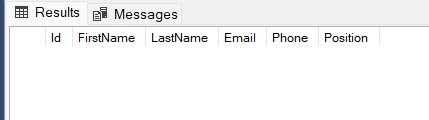 Results Messages
Id FirstName LastName Email Phone Position